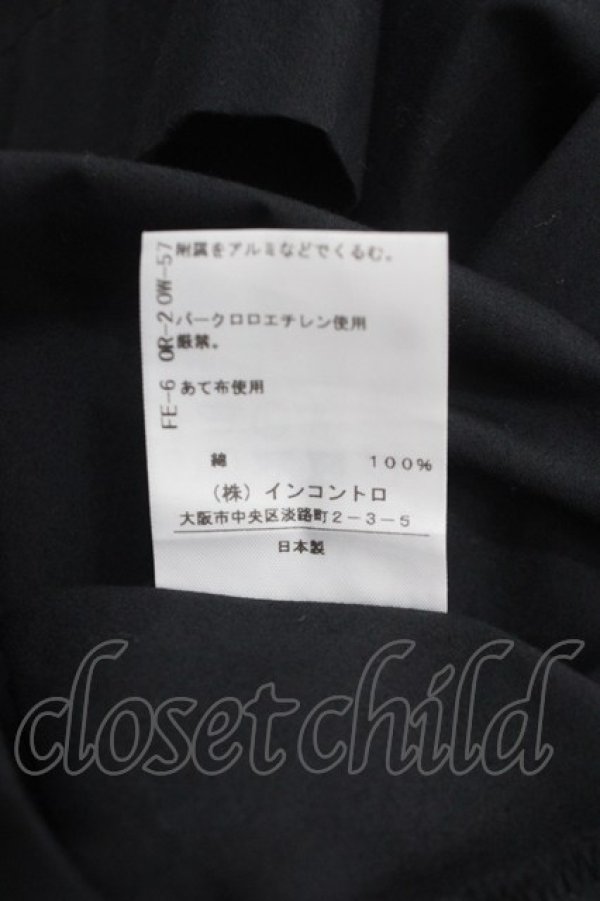 附属をアルミなどでくるむ。
パークロロエチレン使用
厳禁。
あて布使用
綿 100%
(株)インコントロ
大阪市中央区淡路町2-3-5
日本製
FE-6 OR-2 OW-57
closetchild